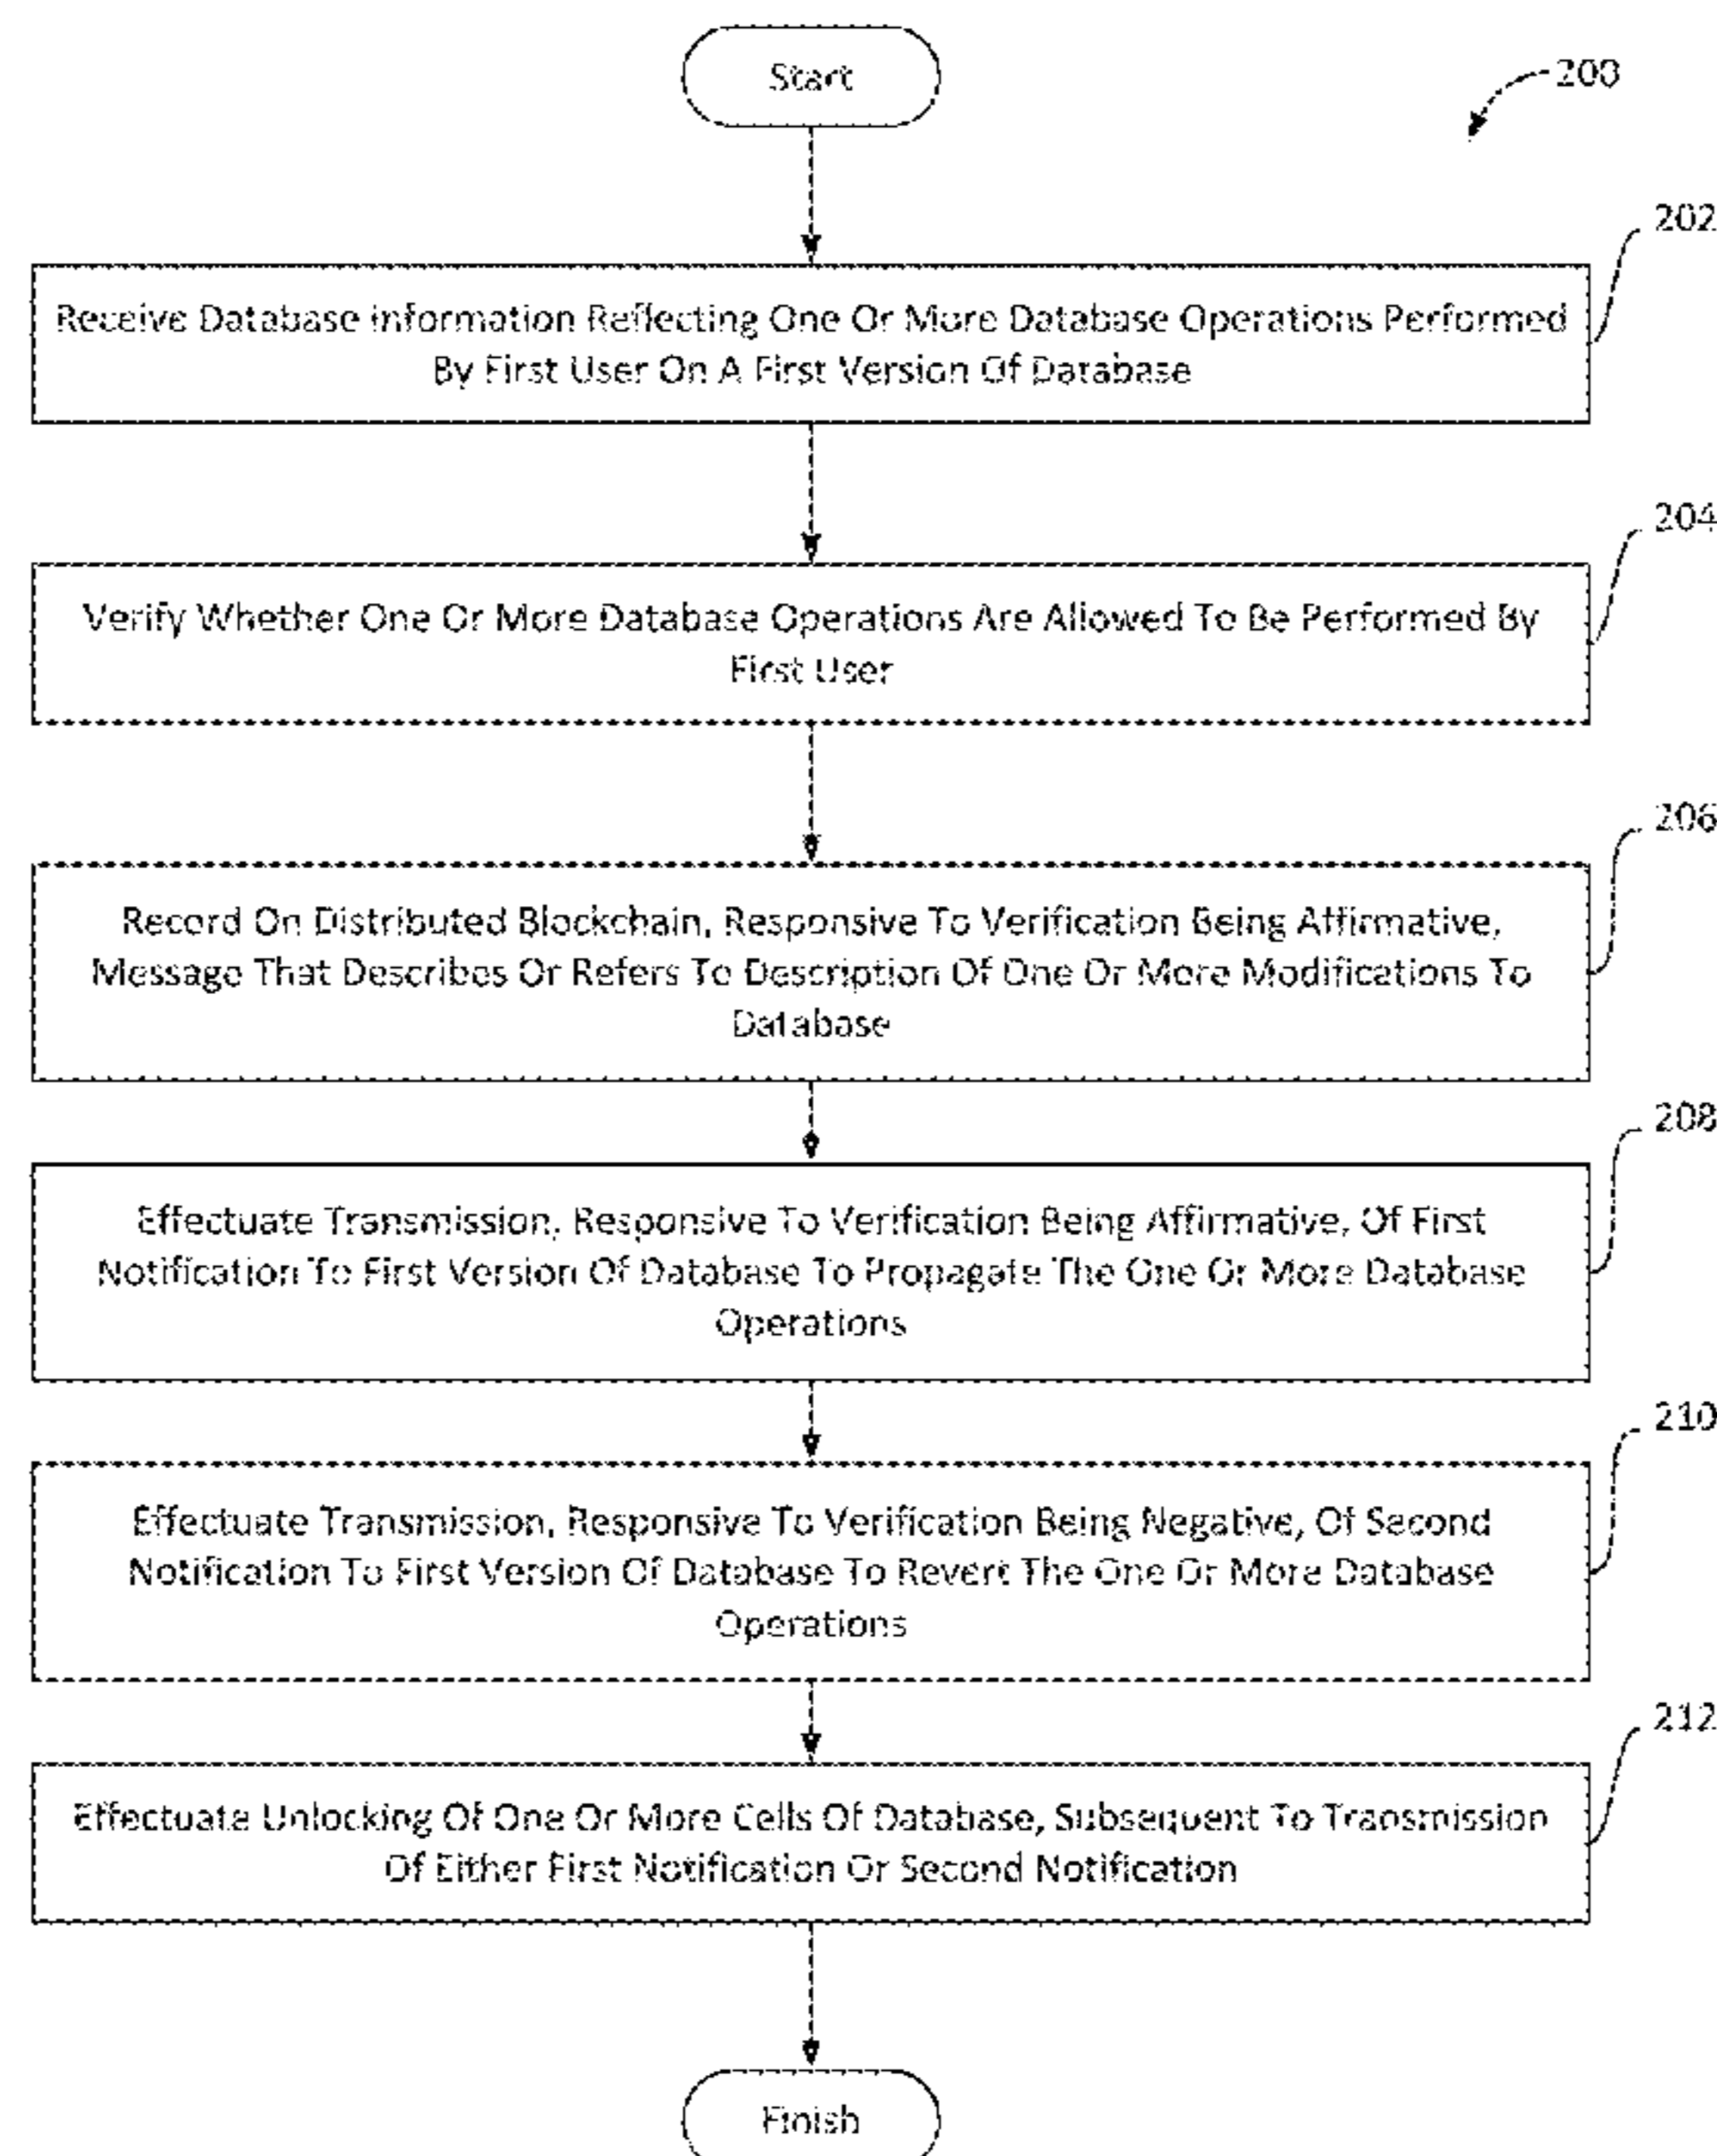 Start
200
202
Receive Database Information Reflecting One Or More Database Operations Performed
By First User On A First Version Of Database
204
Verify Whether One Or More Database Operations Are Allowed To Be Performed By
First User
206
Record On Distributed Blockchain, Responsive To Verification Being Affirmative,
Message That Describes Or Refers To Description Of One Or More Modifications To
Database
208
Effectuate Transmission, Responsive To Verification Being Affirmative, Of First
Notification To First Version Of Database To Propagate The One Or More Database
Operations
210
Effectuate Transmission, Responsive To Verification Being Negative, Of Second
Notification To First Version Of Database To Revert The One Or More Database
Operations
212
Effectuate Unlocking Of One Or More Cells Of Database, Subsequent To Transmission
Of Either First Notification Or Second Notification
Finish